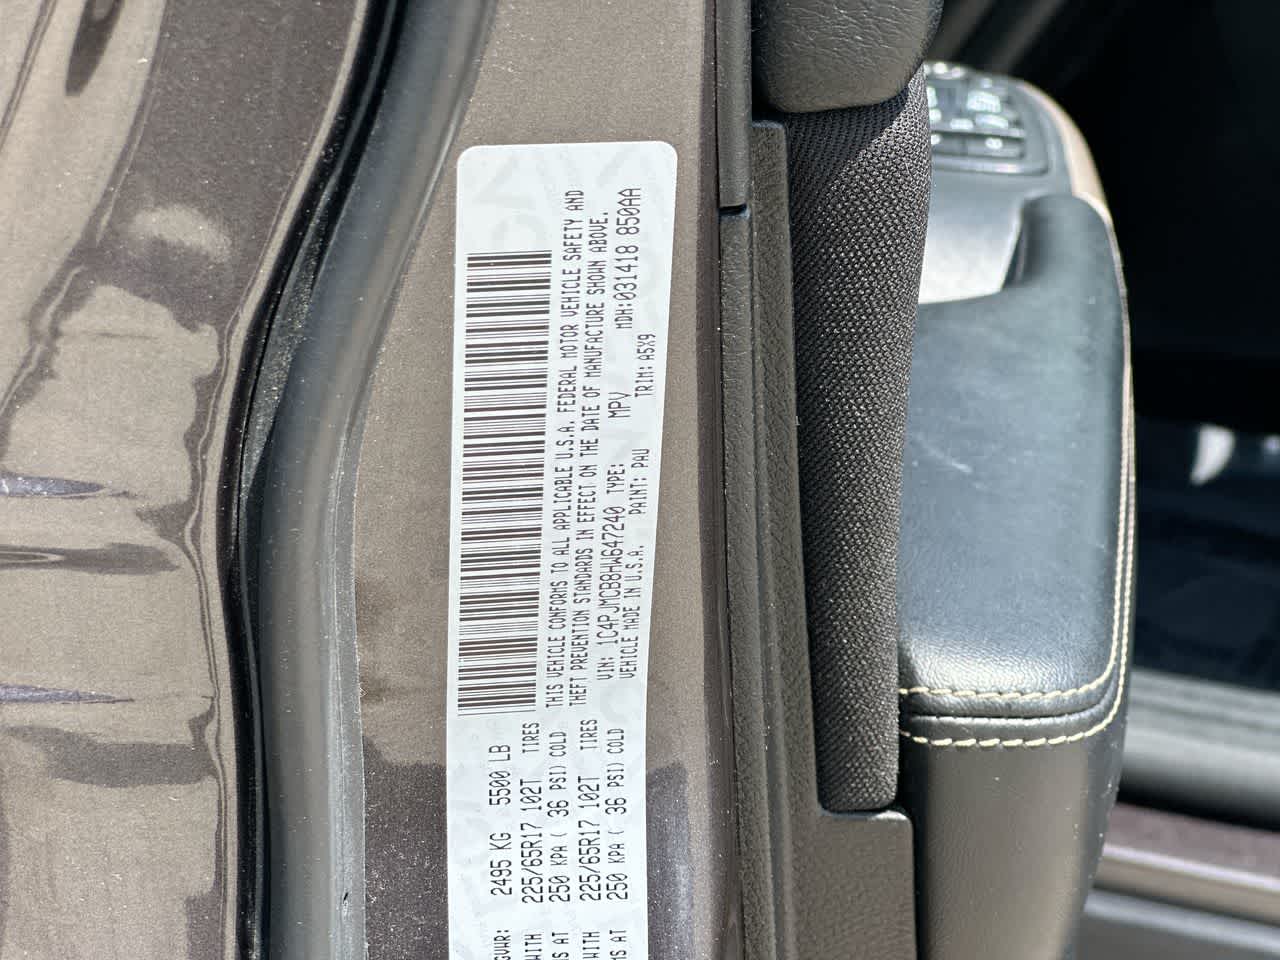 GVWR: 2495 KG 5500 LB
WITH 225/65R17 102T TIRES
MS AT 250 KPA ( 36 PSI) COLD
WITH 225/65R17 102T TIRES
MS AT 250 KPA ( 36 PSI) COLD
THIS VEHICLE CONFORMS TO ALL APPLICABLE U.S.A. FEDERAL MOTOR VEHICLE SAFETY AND
THEFT PREVENTION STANDARDS IN EFFECT ON THE DATE OF MANUFACTURE SHOWN ABOVE.
VIN: 1C4PJMCB8HW647240 TYPE: MPV MDH:031418 850AA
VEHICLE MADE IN U.S.A. PAINT: PAU TRIM: A5X9